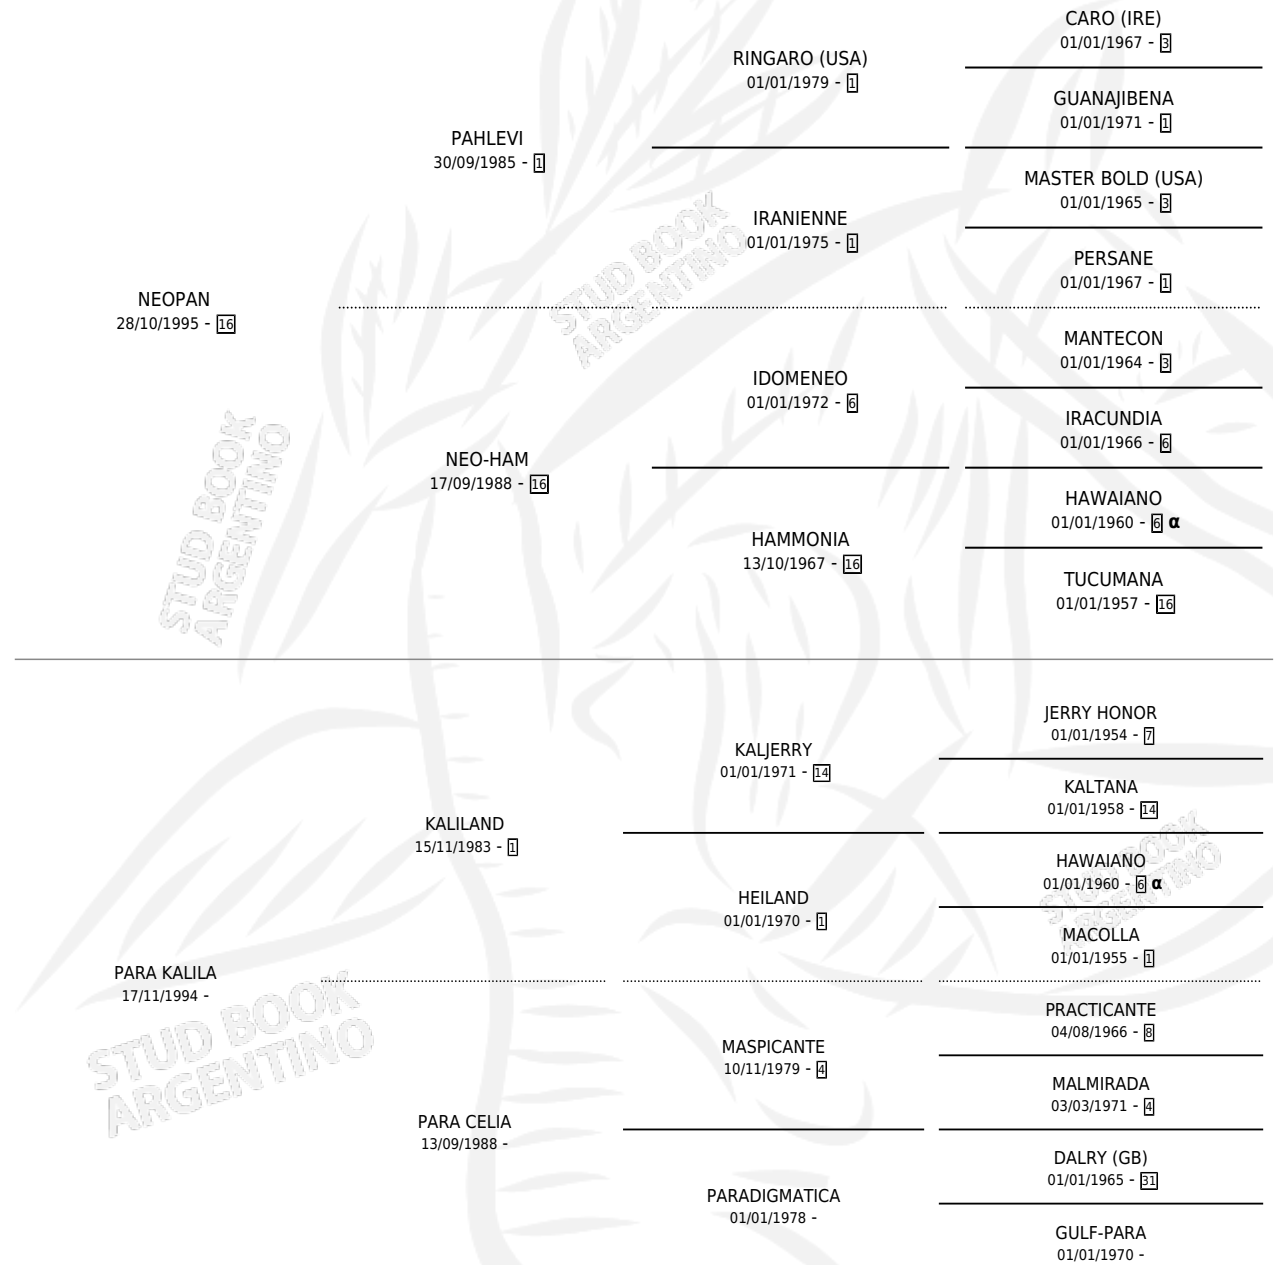 CARO (IRE)
01/01/1967 - 3
RINGARO (USA)
01/01/1979 - 1
GUANAJIBENA
01/01/1971 - 1
PAHLEVI
30/09/1985 - 1
MASTER BOLD (USA)
01/01/1965 - 3
IRANIENNE
01/01/1975 - 1
PERSANE
01/01/1967 - 1
NEOPAN
28/10/1995 - 16
MANTECON
01/01/1964 - 3
IDOMENEO
01/01/1972 - 6
IRACUNDIA
01/01/1966 - 6
NEO-HAM
17/09/1988 - 16
HAWAIANO
01/01/1960 - 6 α
HAMMONIA
13/10/1967 - 16
TUCUMANA
01/01/1957 - 16
JERRY HONOR
01/01/1954 - 7
KALJERRY
01/01/1971 - 14
KALTANA
01/01/1958 - 14
KALILAND
15/11/1983 - 1
HAWAIANO
01/01/1960 - 6 α
HEILAND
01/01/1970 - 1
MACOLLA
01/01/1955 - 1
PARA KALILA
17/11/1994 -
PRACTICANTE
04/08/1966 - 8
MASPICANTE
10/11/1979 - 4
MALMIRADA
03/03/1971 - 4
PARA CELIA
13/09/1988 -
DALRY (GB)
01/01/1965 - 31
PARADIGMATICA
01/01/1978 -
GULF-PARA
01/01/1970 -
STUD BOOK
ARGENTINO
STUD BOOK
ARGENTINO
STUD BOOK
ARGENTINO
STUD BOOK
ARGENTINO